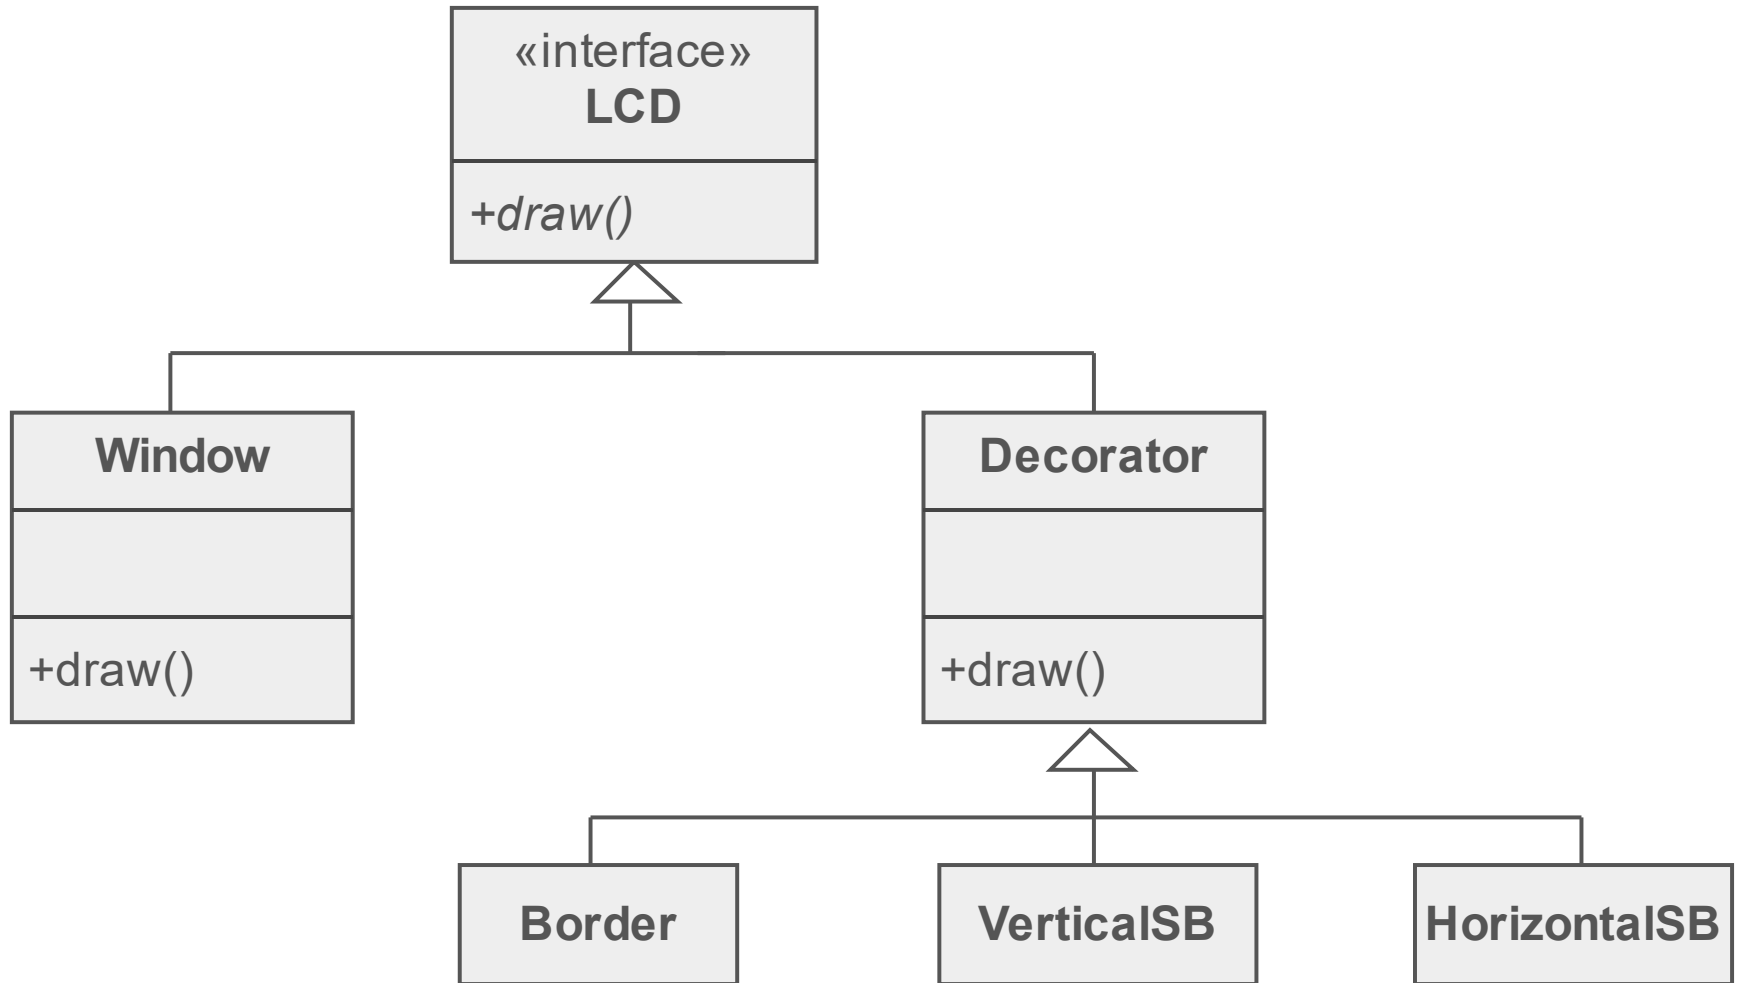 «interface»
LCD
+draw()
Window
+draw()
Decorator
+draw()
Border
VerticalSB
HorizontalSB